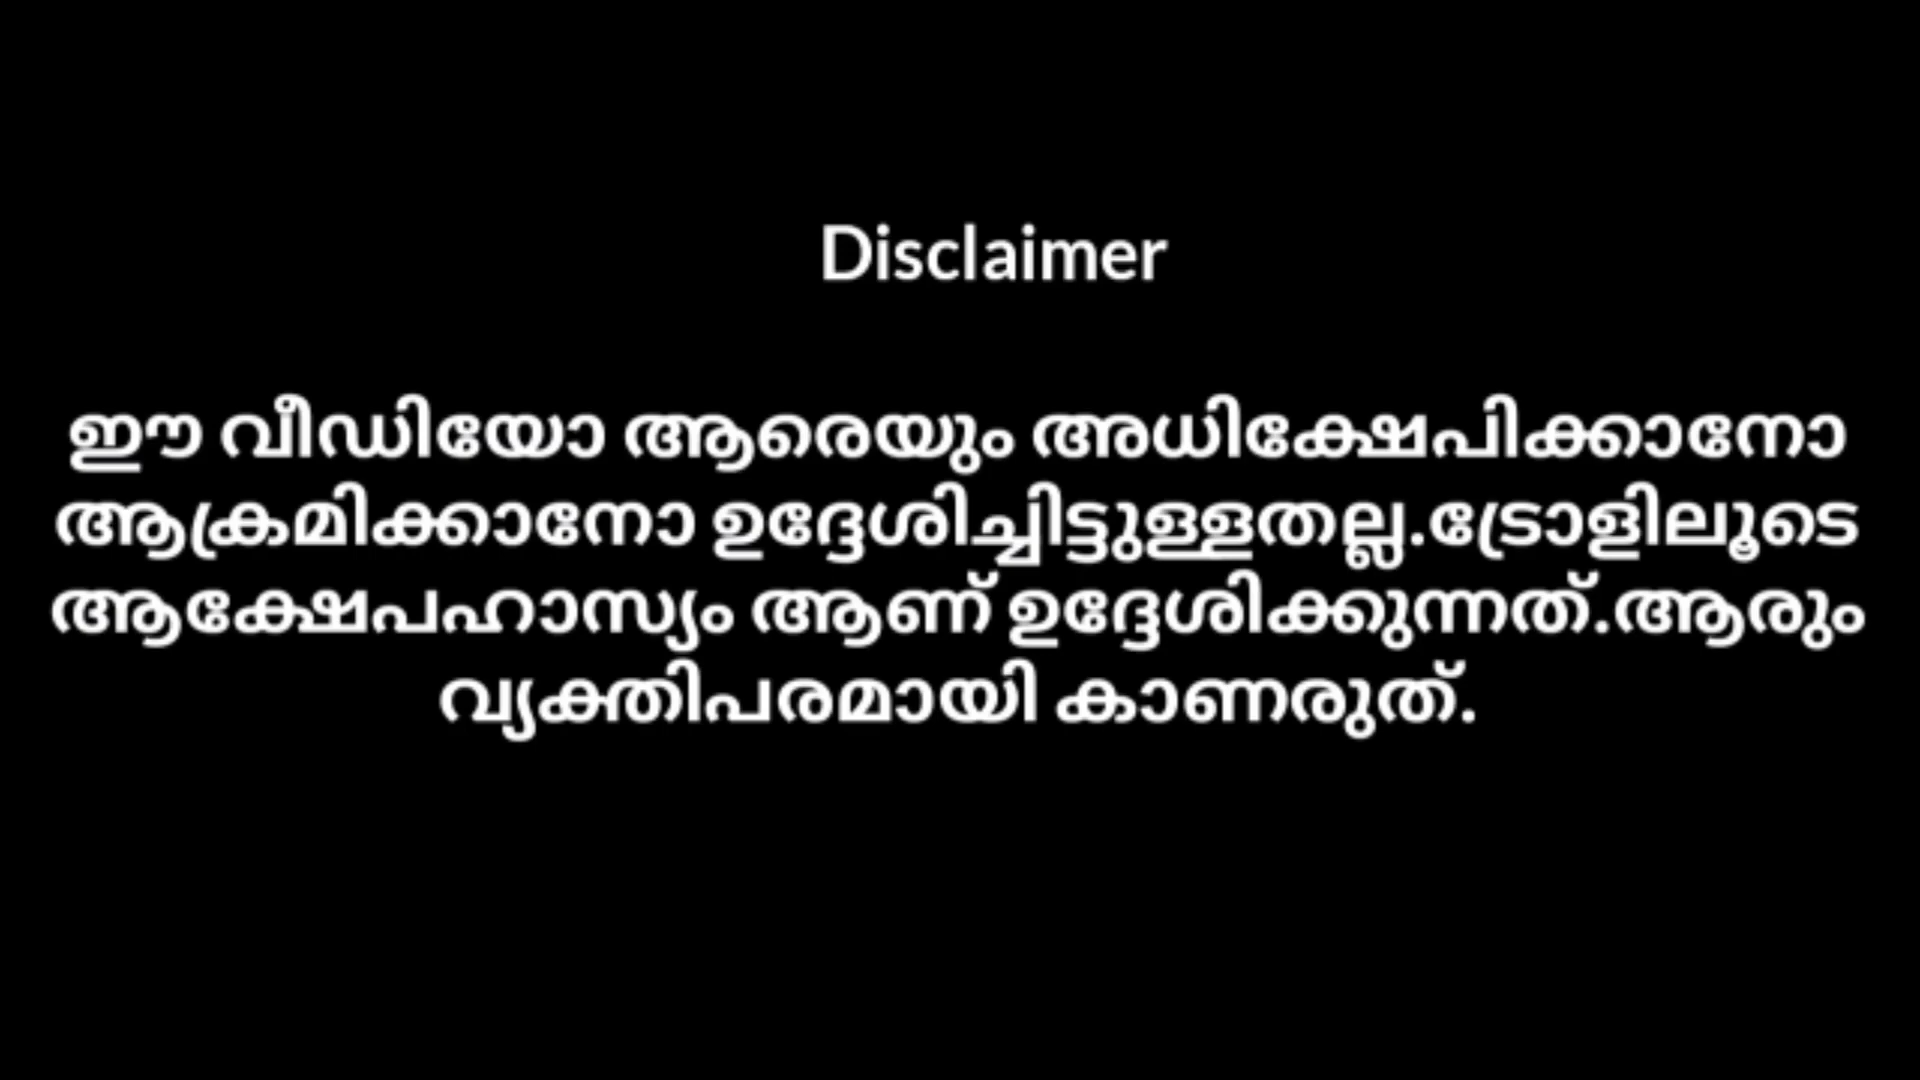 Disclaimer
ഈ വീഡിയോ ആരെയും അധിക്ഷേപിക്കാനോ
ആക്രമിക്കാനോ ഉദ്ദേശിച്ചിട്ടുള്ളതല്ല.ട്രോളിലൂടെ
ആക്ഷേപഹാസ്യം ആണ് ഉദ്ദേശിക്കുന്നത്.ആരും
വ്യക്തിപരമായി കാണരുത്.